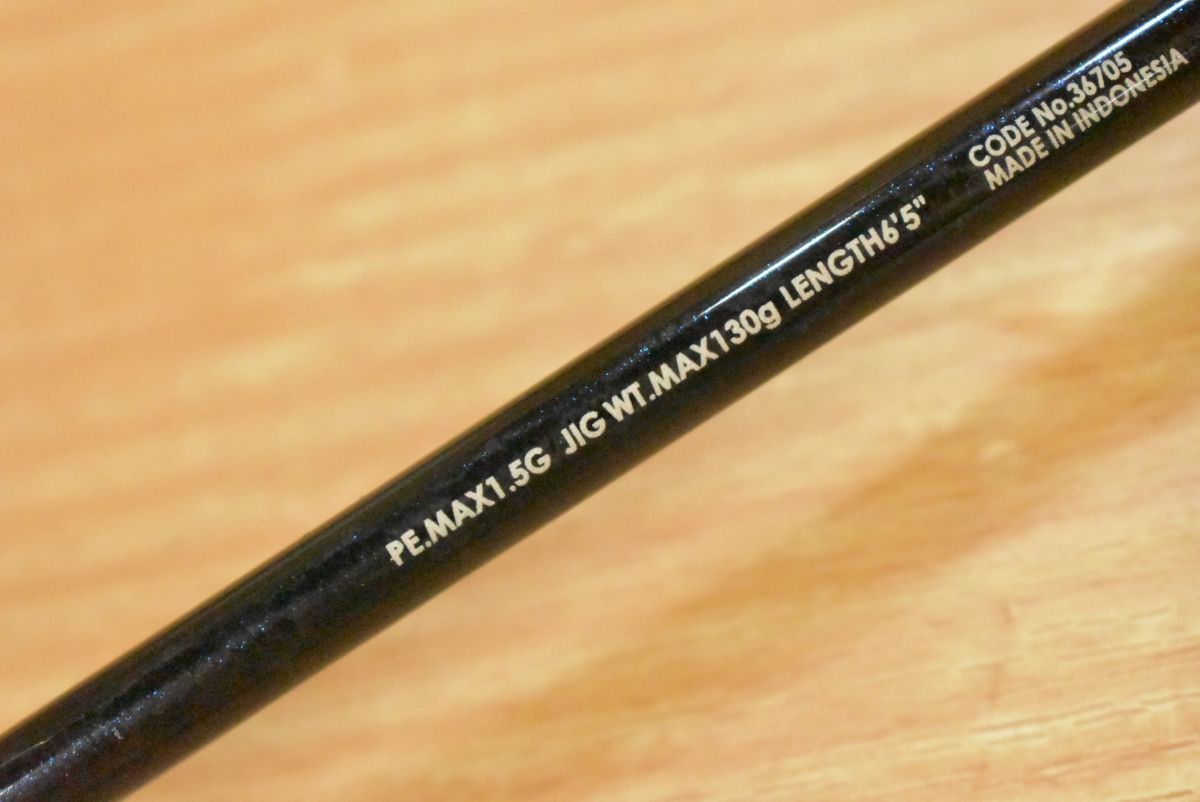 PE.MAX1.5G JIG WT.MAX130g LENGTH6'5"
CODE No.36705
MADE IN INDONESIA